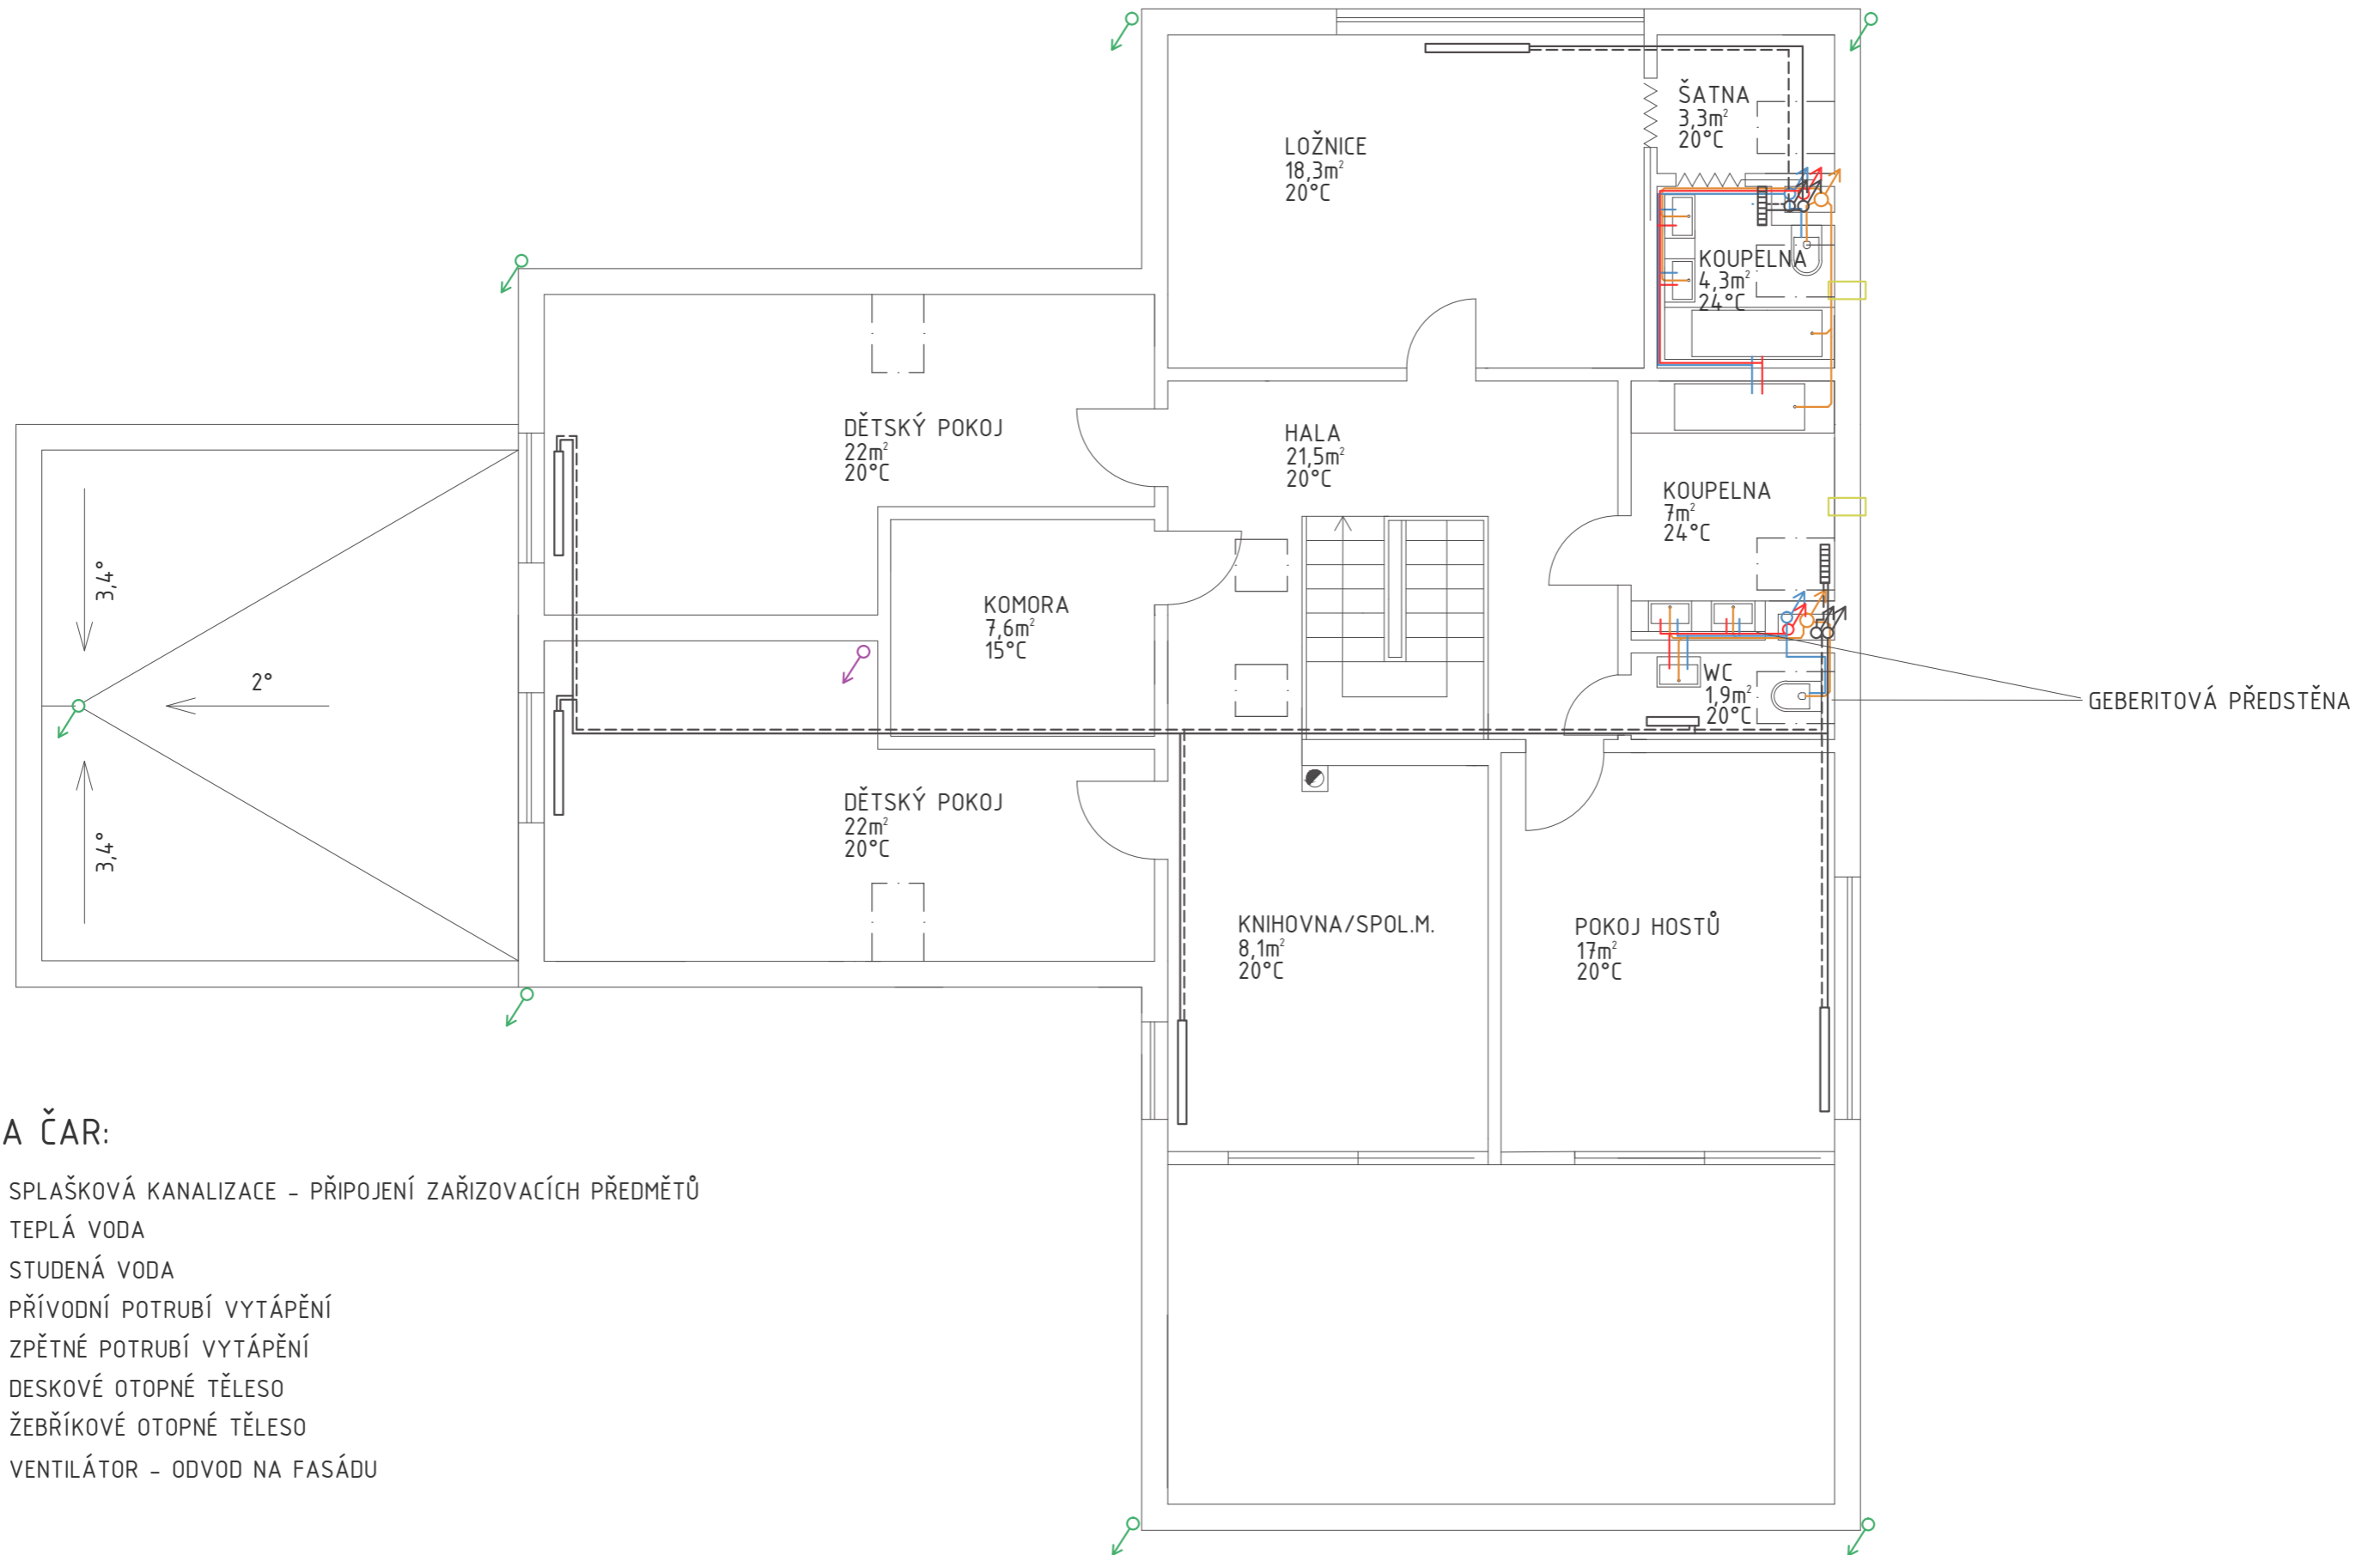 ŠATNA
3,3m²
20°C
LOŽNICE
18,3m²
20°C
KOUPELNA
4,3m²
24°C
DĚTSKÝ POKOJ
22m²
20°C
HALA
21,5m²
20°C
KOUPELNA
7m²
24°C
3,4°
KOMORA
7,6m²
15°C
2°
WC
1,9m²
20°C
GEBERITOVÁ PŘEDSTĚNA
3,4°
DĚTSKÝ POKOJ
22m²
20°C
KNIHOVNA/SPOL.M.
8,1m²
20°C
POKOJ HOSTŮ
17m²
20°C
A ČAR:
SPLAŠKOVÁ KANALIZACE - PŘIPOJENÍ ZAŘIZOVACÍCH PŘEDMĚTŮ
TEPLÁ VODA
STUDENÁ VODA
PŘÍVODNÍ POTRUBÍ VYTÁPĚNÍ
ZPĚTNÉ POTRUBÍ VYTÁPĚNÍ
DESKOVÉ OTOPNÉ TĚLESO
ŽEBŘÍKOVÉ OTOPNÉ TĚLESO
VENTILÁTOR - ODVOD NA FASÁDU